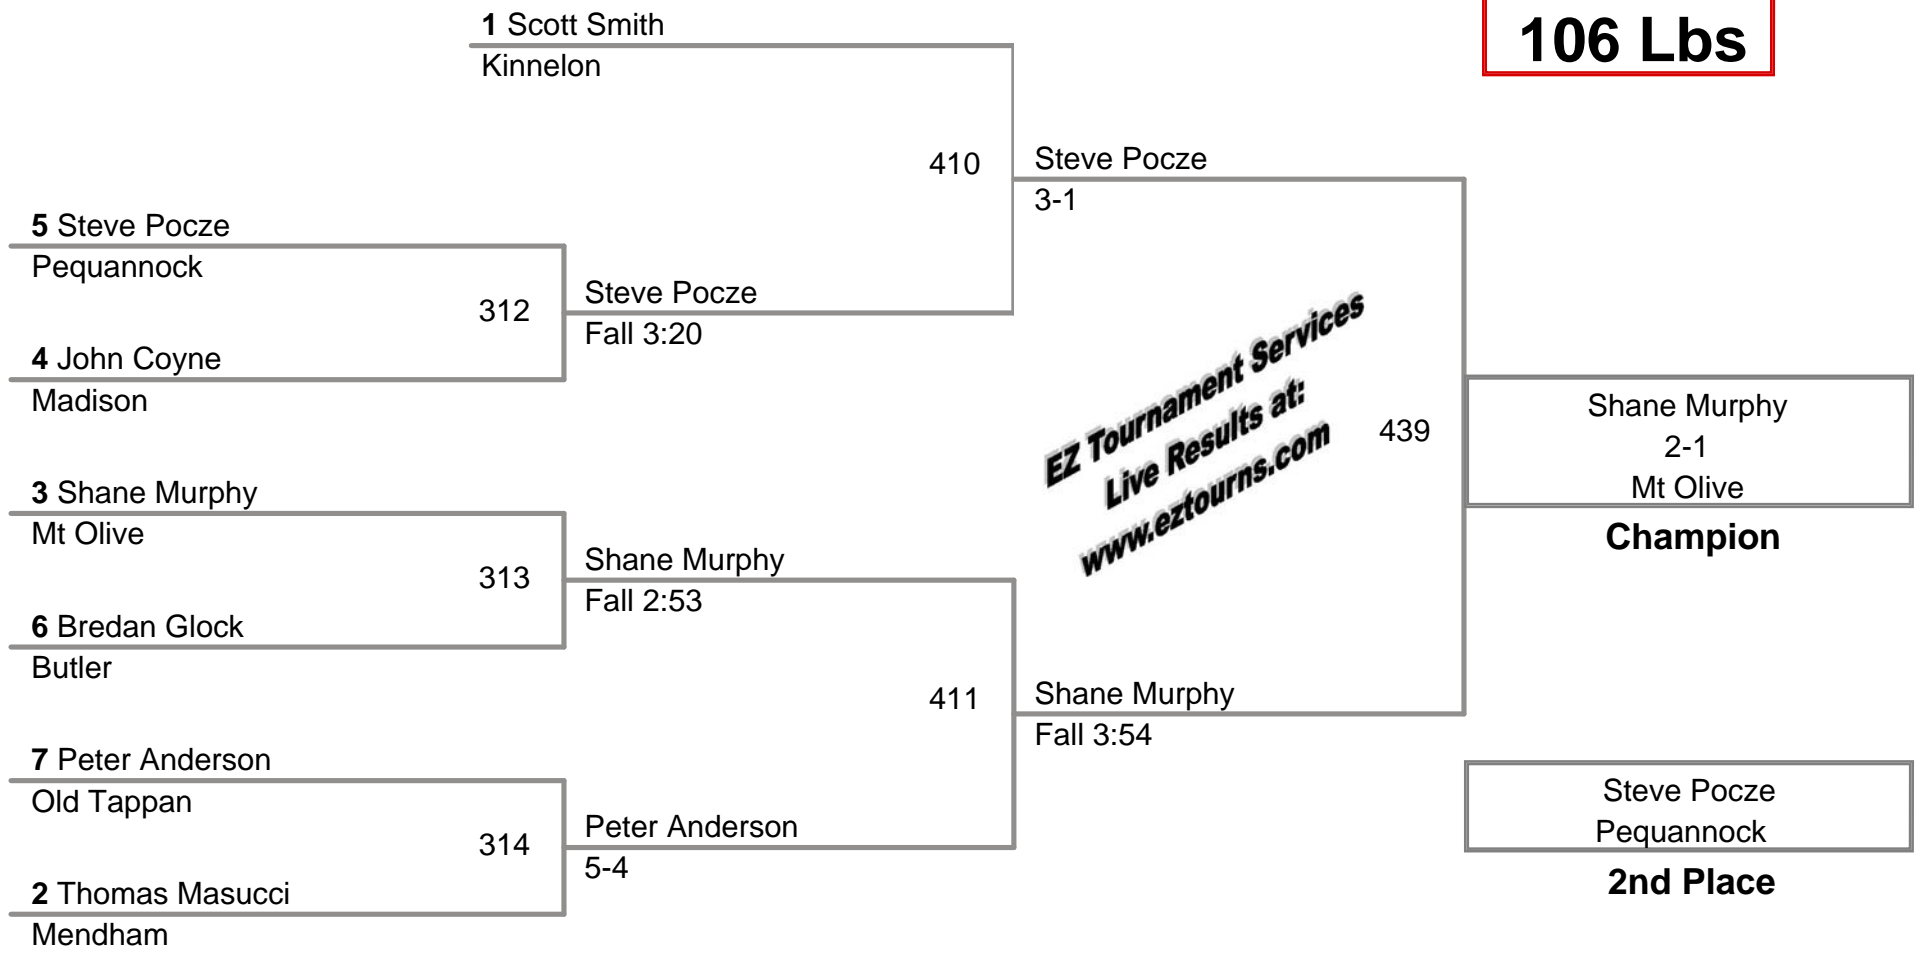 106 Lbs
1 Scott Smith
Kinnelon
410
Steve Pocze
3-1
5 Steve Pocze
Pequannock
312
Steve Pocze
Fall 3:20
4 John Coyne
Madison
EZ Tournament Services
Live Results at:
www.eztourns.com
439
Shane Murphy
2-1
Mt Olive
Champion
3 Shane Murphy
Mt Olive
313
Shane Murphy
Fall 2:53
6 Bredan Glock
Butler
411
Shane Murphy
Fall 3:54
7 Peter Anderson
Old Tappan
314
Peter Anderson
5-4
2 Thomas Masucci
Mendham
Steve Pocze
Pequannock
2nd Place